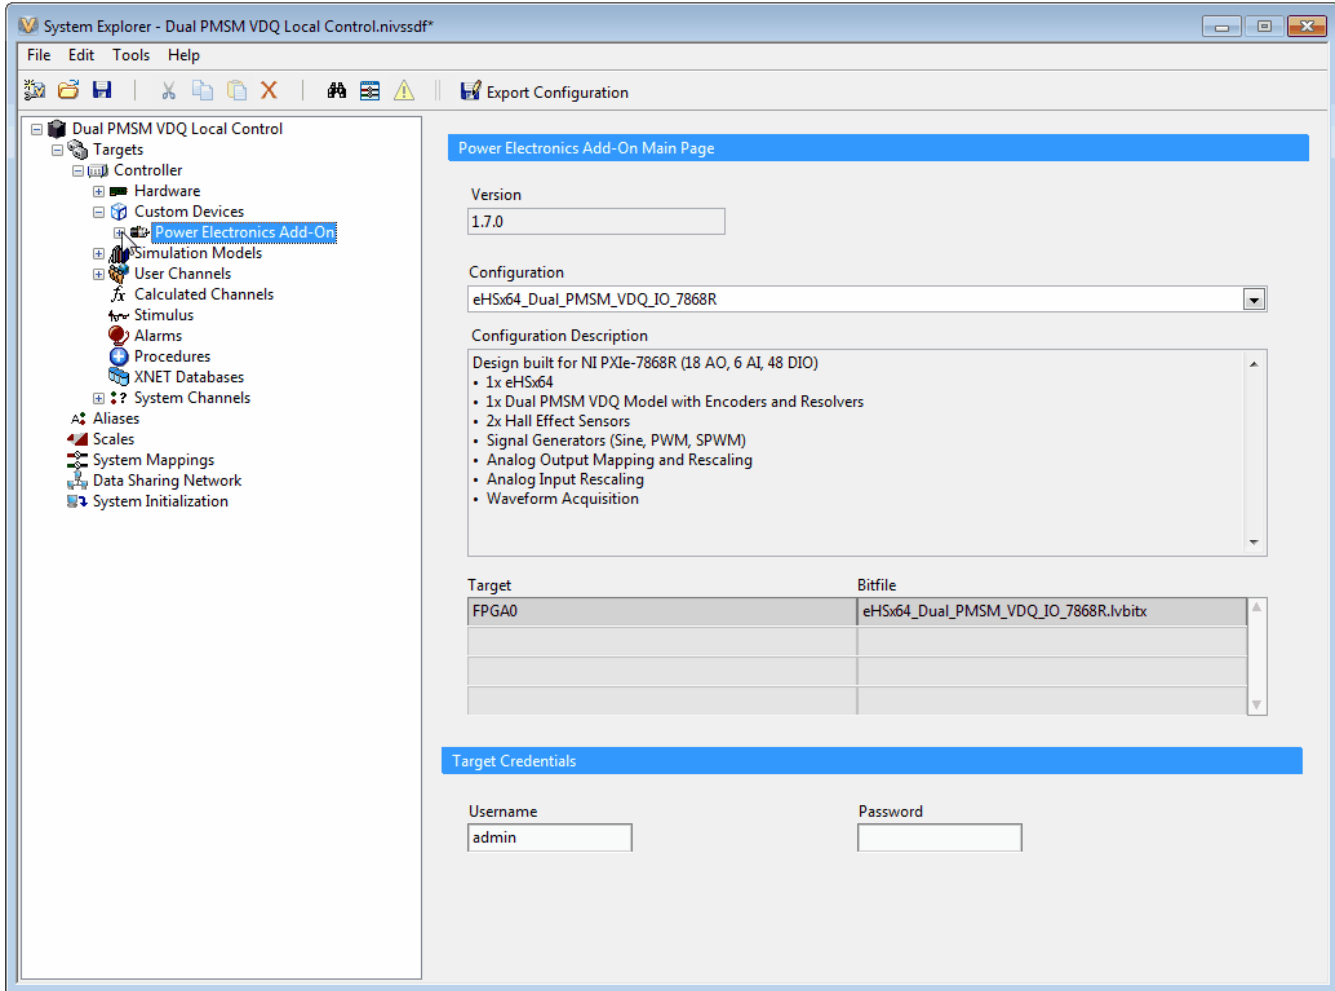 System Explorer - Dual PMSM VDQ Local Control.nivssdf*
File Edit Tools Help
Export Configuration
Dual PMSM VDQ Local Control
Targets
Controller
Hardware
Custom Devices
Power Electronics Add-On
Simulation Models
User Channels
fx Calculated Channels
Stimulus
Alarms
Procedures
XNET Databases
System Channels
Aliases
Scales
System Mappings
Data Sharing Network
System Initialization
Power Electronics Add-On Main Page
Version
1.7.0
Configuration
eHSx64_Dual_PMSM_VDQ_IO_7868R
Configuration Description
Design built for NI PXIe-7868R (18 AO, 6 AI, 48 DIO)
• 1x eHSx64
• 1x Dual PMSM VDQ Model with Encoders and Resolvers
• 2x Hall Effect Sensors
• Signal Generators (Sine, PWM, SPWM)
• Analog Output Mapping and Rescaling
• Analog Input Rescaling
• Waveform Acquisition
Target Bitfile
FPGA0 eHSx64_Dual_PMSM_VDQ_IO_7868R.lvbitx
Target Credentials
Username Password
admin